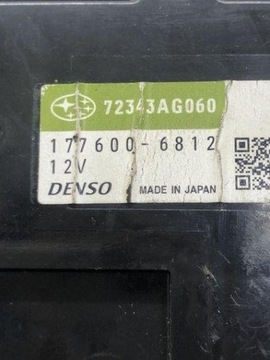 72343AG060
177600-6812
12V
DENSO MADE IN JAPAN